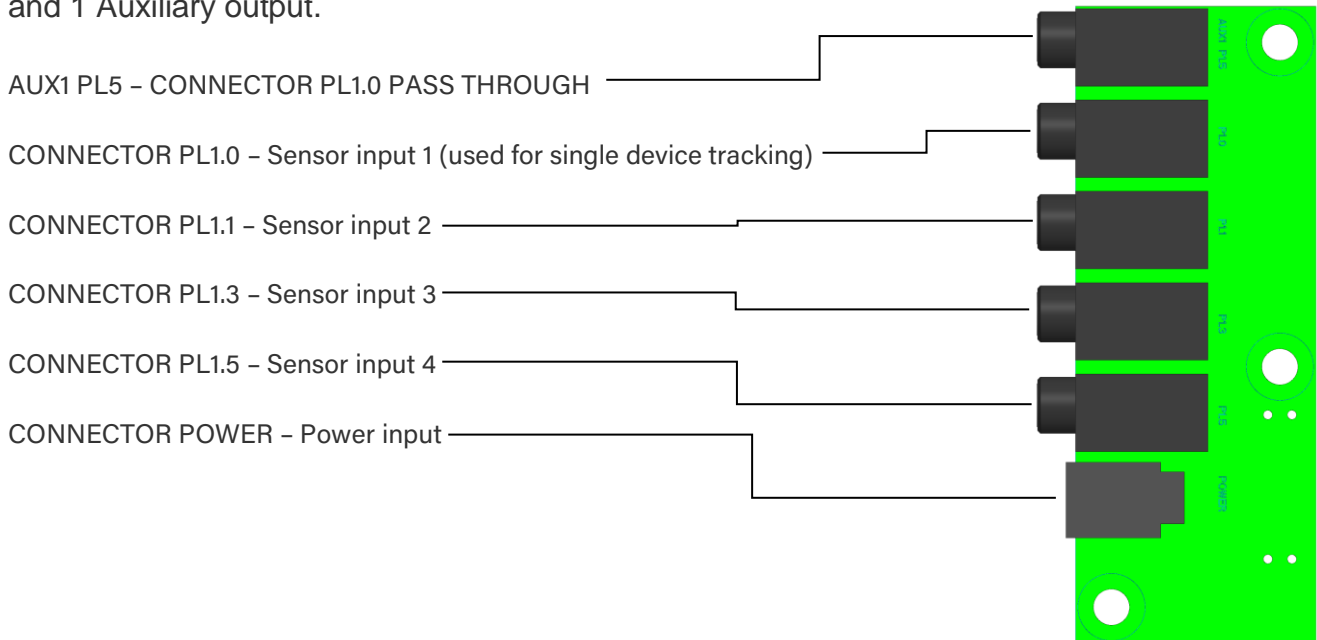 and 1 Auxiliary output.
AUX1 PL5 – CONNECTOR PL1.0 PASS THROUGH
CONNECTOR PL1.0 – Sensor input 1 (used for single device tracking)
CONNECTOR PL1.1 – Sensor input 2
CONNECTOR PL1.3 – Sensor input 3
CONNECTOR PL1.5 – Sensor input 4
CONNECTOR POWER – Power input
AUX1 PL5
PL0
PL1
PL3
PL5
POWER